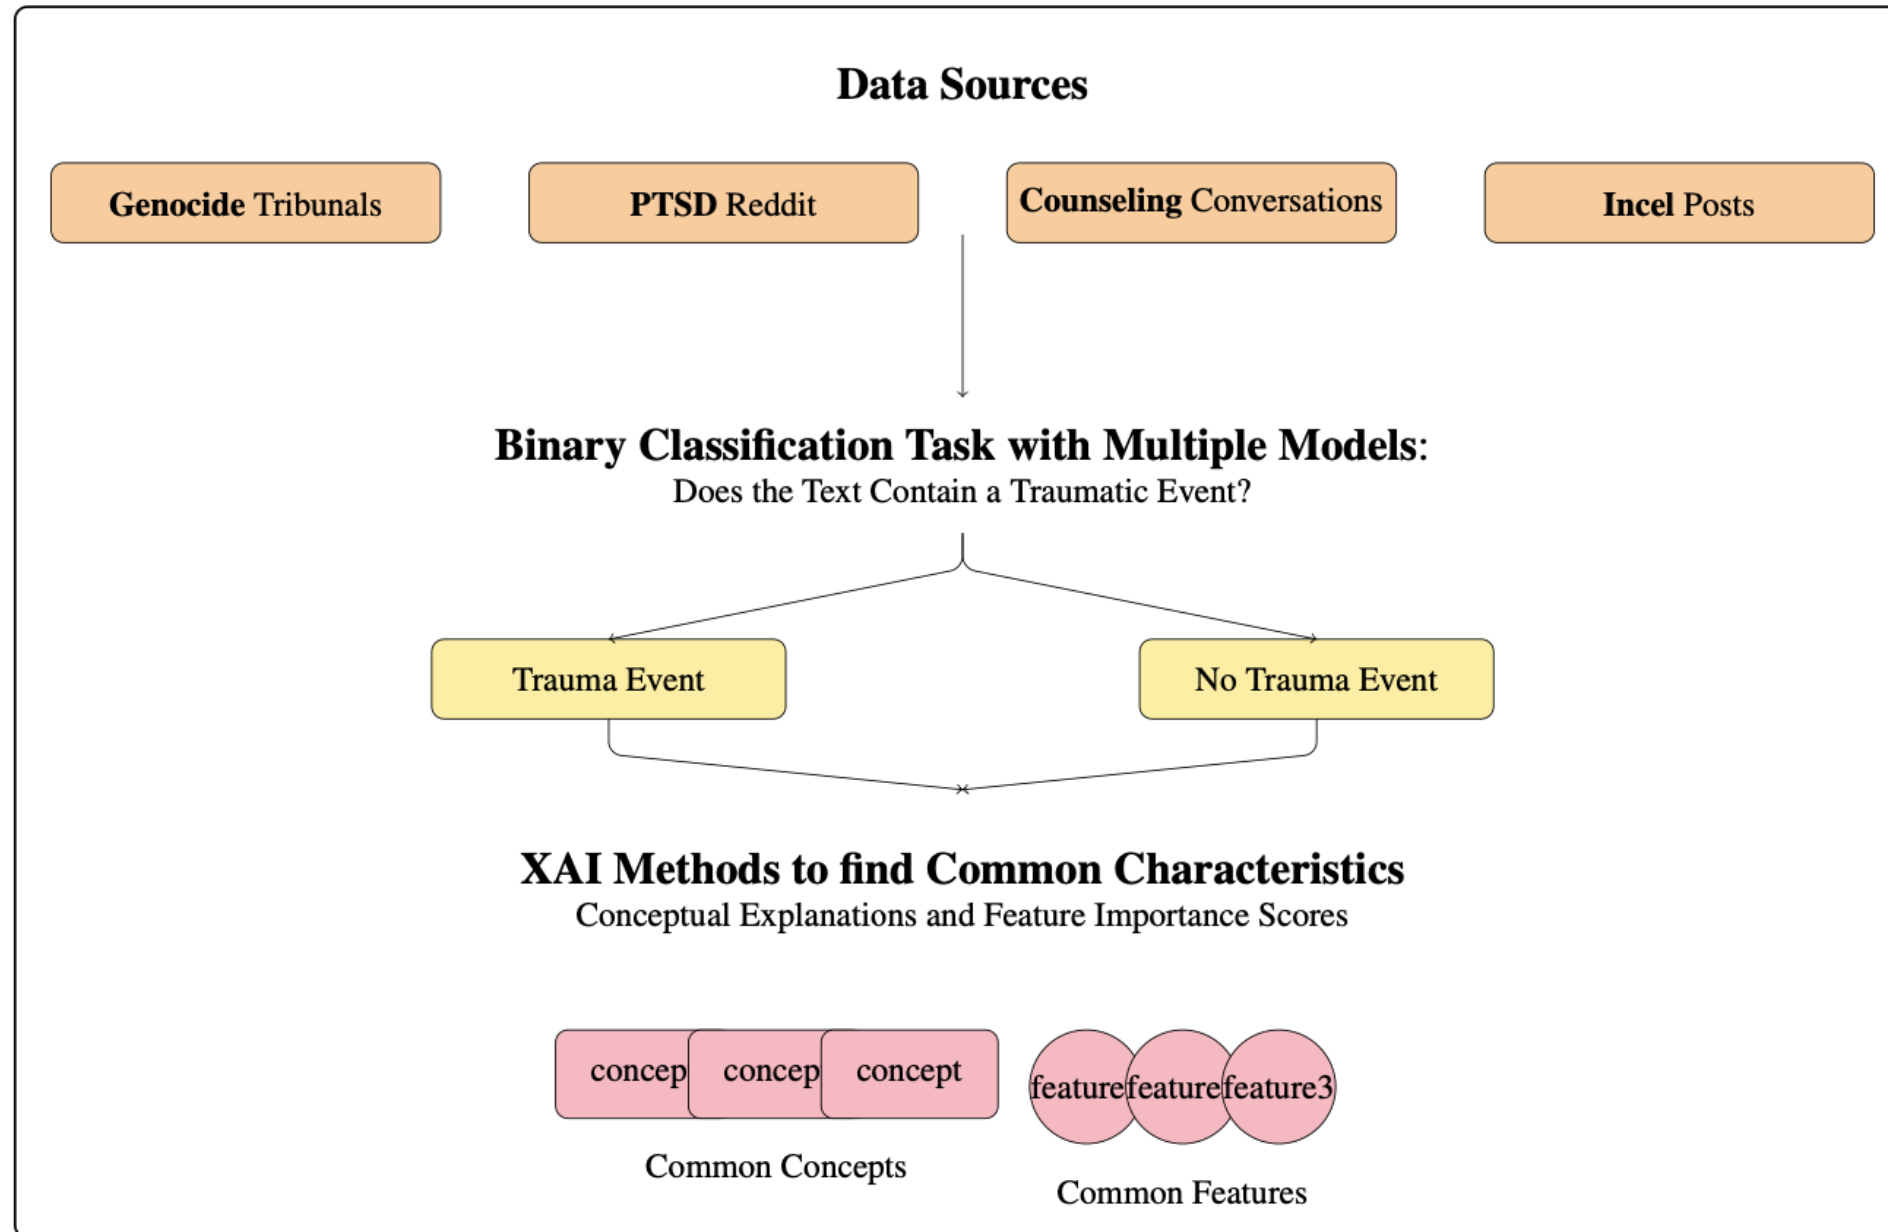 Data Sources
Genocide Tribunals
PTSD Reddit
Counseling Conversations
Incel Posts
Binary Classification Task with Multiple Models:
Does the Text Contain a Traumatic Event?
Trauma Event
No Trauma Event
XAI Methods to find Common Characteristics
Conceptual Explanations and Feature Importance Scores
concep
concep
concept
feature
feature
feature3
Common Concepts
Common Features